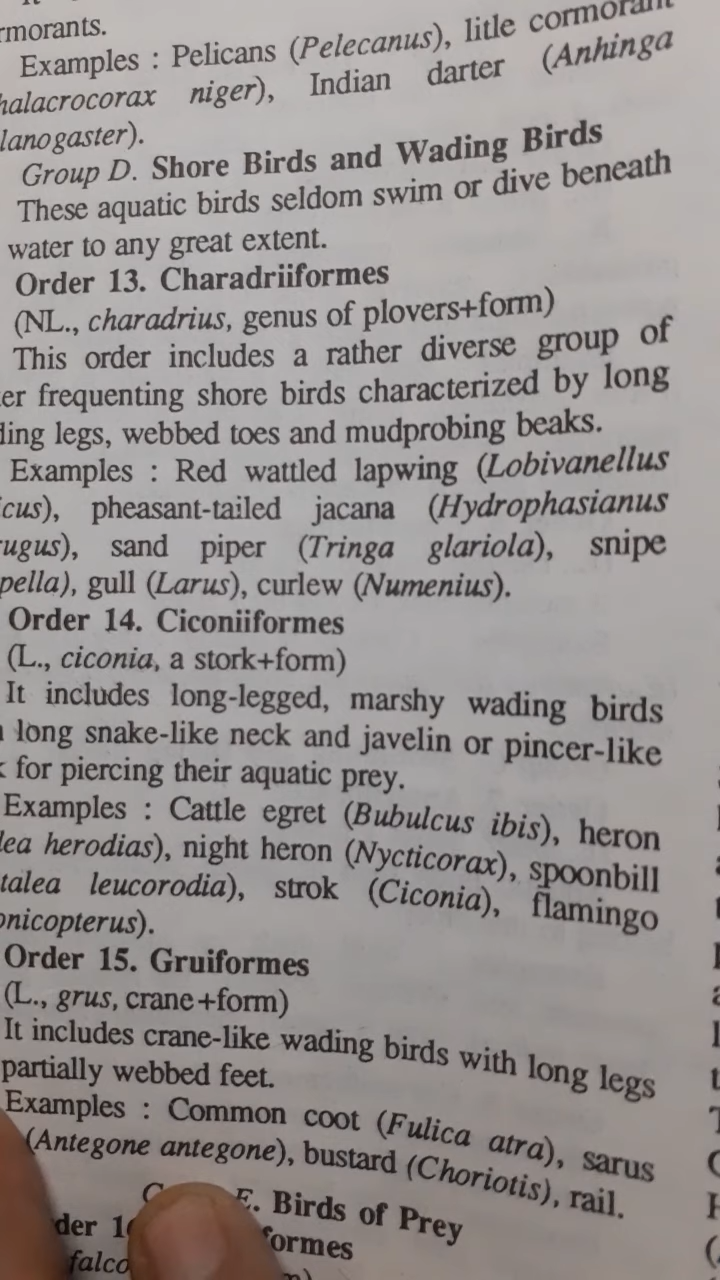 rmorants.
Examples : Pelicans (Pelecanus), litle cormorant
halacrocorax niger), Indian darter (Anhinga
lanogaster).
Group D. Shore Birds and Wading Birds
These aquatic birds seldom swim or dive beneath
water to any great extent.
Order 13. Charadriiformes
(NL., charadrius, genus of plovers+form)
This order includes a rather diverse group of
er frequenting shore birds characterized by long
ding legs, webbed toes and mudprobing beaks.
Examples : Red wattled lapwing (Lobivanellus
cus), pheasant-tailed jacana (Hydrophasianus
rugus), sand piper (Tringa glariola), snipe
pella), gull (Larus), curlew (Numenius).
Order 14. Ciconiiformes
(L., ciconia, a stork+form)
It includes long-legged, marshy wading birds
long snake-like neck and javelin or pincer-like
for piercing their aquatic prey.
Examples : Cattle egret (Bubulcus ibis), heron
lea herodias), night heron (Nycticorax), spoonbill
talea leucorodia), strok (Ciconia), flamingo
onicopterus).
Order 15. Gruiformes
(L., grus, crane+form)
It includes crane-like wading birds with long legs
partially webbed feet.
Examples : Common coot (Fulica atra), sarus
(Antegone antegone), bustard (Choriotis), rail.
E. Birds of Prey
der 1 formes
falco